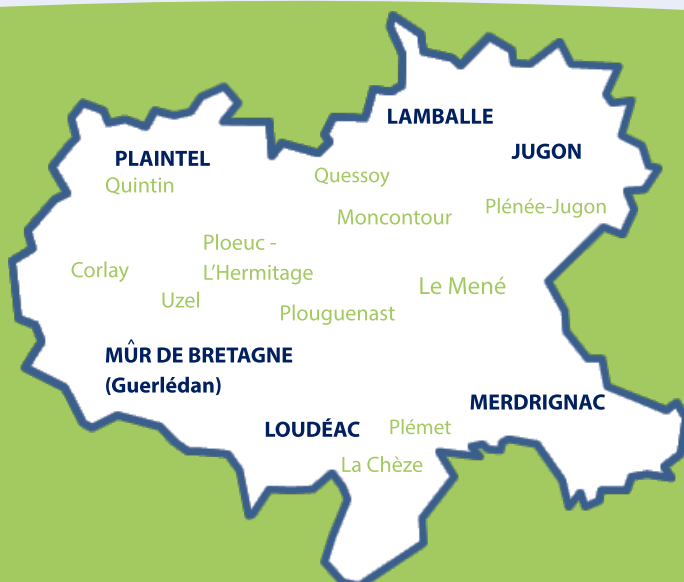 LAMBALLE
JUGON
PLAINTEL
Quintin
Quessoy
Moncontour
Plénée-Jugon
Ploeuc -
L'Hermitage
Corlay
Uzel
Le Mené
Plouguenast
MÛR DE BRETAGNE
(Guerlédan)
MERDRIGNAC
LOUDÉAC
Plémet
La Chèze